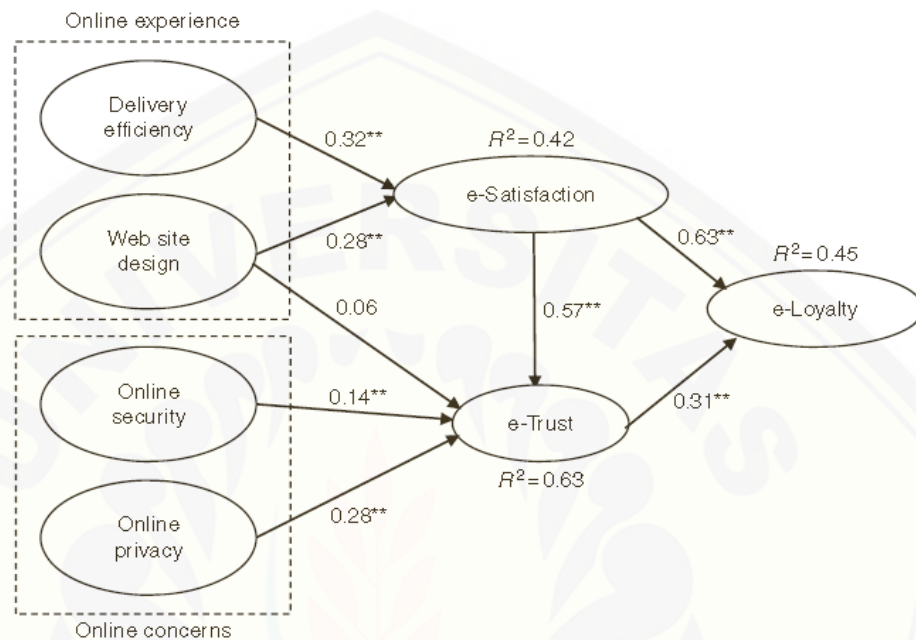 Online experience
Delivery
efficiency
0.32**
R² = 0.42
e-Satisfaction
Web site
design
0.28**
0.63**
R² = 0.45
e-Loyalty
0.06
0.57**
Online
security
0.14**
e-Trust
0.31**
R² = 0.63
Online
privacy
0.28**
Online concerns
UNIVERSITAS